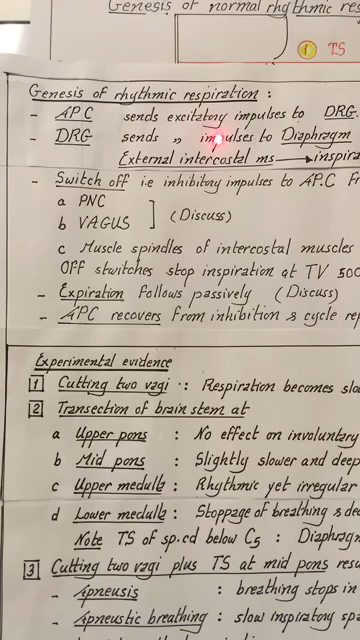 Genesis of normal rhythmic res
1 TS
Genesis of rhythmic respiration :
- APC sends excitatory impulses to DRG.
- DRG sends " impulses to Diaphragm
External intercostal ms → inspira
- Switch off i.e inhibitory impulses to AP.C Fr
a PNC
b VAGUS ] (Discuss)
c Muscle spindles of intercostal muscles
OFF stwitches stop inspiration at TV 500
- Expiration follows passively (Discuss)
- APC recovers from inhibition & cycle rep
Experimental evidence
1 Cutting two vagi : Respiration becomes slo
2 Transection of brain stem at
a Upper pons : No effect on involuntary
b Mid pons : Slightly slower and deep
c Upper medulla : Rhythmic yet irregular
d Lower medulla : Stoppage of breathing & de
Note TS of sp.cd below C5 : Diaphragm
3 Cutting two vagi plus TS at mid pons resu
- Apneusis : breathing stops in
- Apneustic breathing : slow inspiratory spa